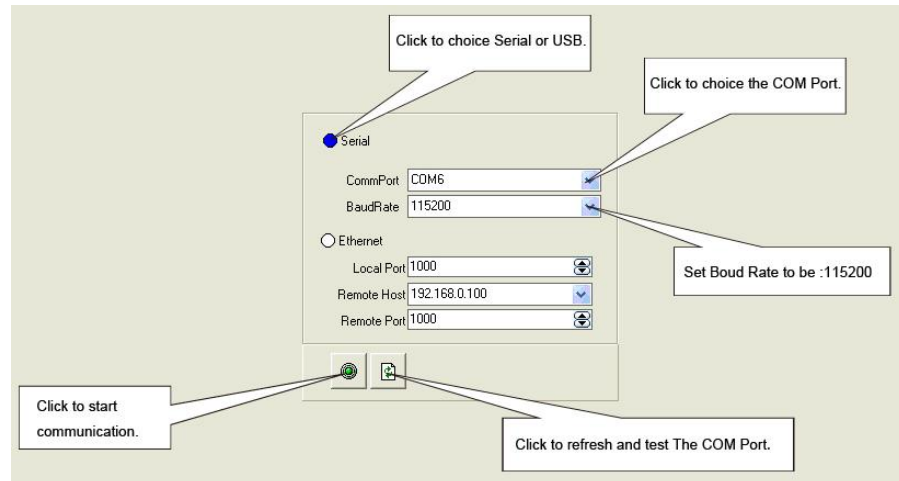 Click to choice Serial or USB.
Click to choice the COM Port.
Serial
CommPort COM6
BaudRate 115200
Ethernet
Local Port 1000
Set Boud Rate to be :115200
Remote Host 192.168.0.100
Remote Port 1000
Click to start
communication.
Click to refresh and test The COM Port.